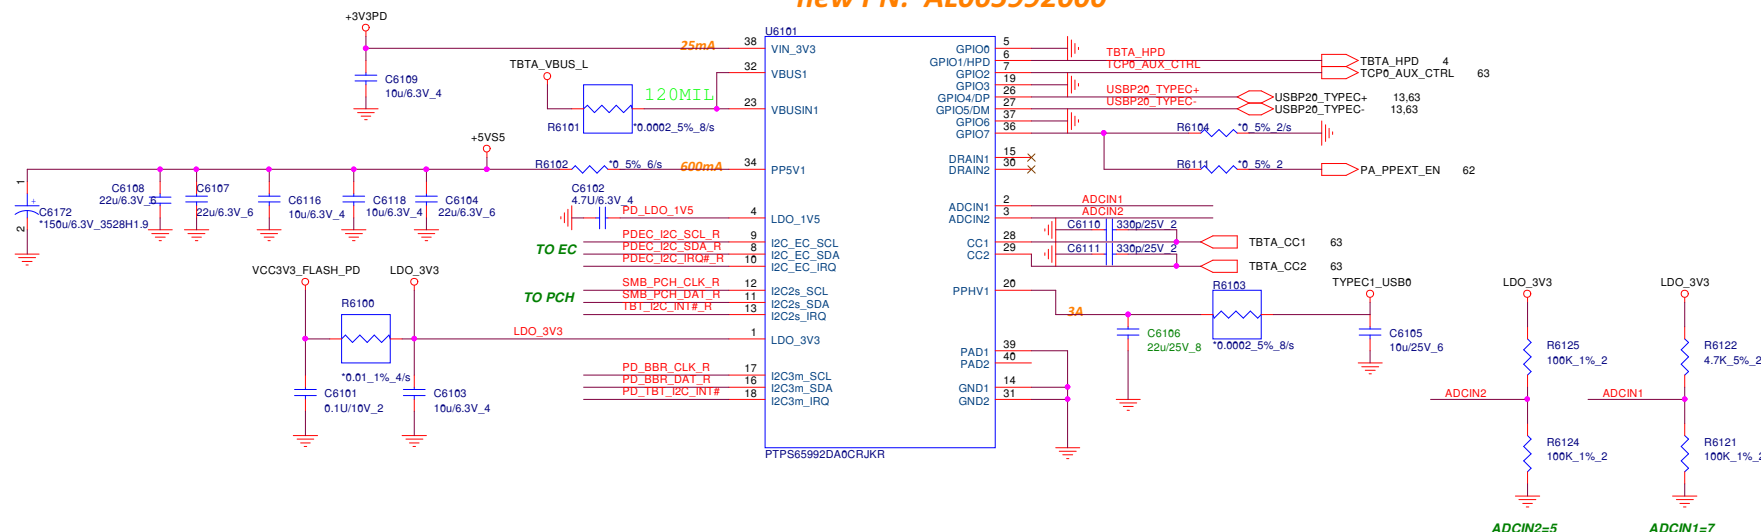 new PN: AL065992000
+3V3PD
U6101
25mA
38
VIN_3V3
C6109
10u/6.3V_4
TBTA_VBUS_L
32
VBUS1
120MIL
23
VBUSIN1
R6101
*0.0002_5%_8/s
+5VS5
R6102
*0_5%_6/s
600mA
34
PP5V1
1
2
C6172
*150u/6.3V_3528H1.9
C6108
22u/6.3V_6
C6107
22u/6.3V_6
C6116
10u/6.3V_4
C6118
10u/6.3V_4
C6104
22u/6.3V_6
C6102
4.7U/6.3V_4
PD_LDO_1V5
4
LDO_1V5
TO EC
PDEC_I2C_SCL_R
9
I2C_EC_SCL
PDEC_I2C_SDA_R
8
I2C_EC_SDA
PDEC_I2C_IRQ#_R
10
I2C_EC_IRQ
TO PCH
SMB_PCH_CLK_R
12
I2C2s_SCL
SMB_PCH_DAT_R
11
I2C2s_SDA
TBT_I2C_INT#_R
13
I2C2s_IRQ
VCC3V3_FLASH_PD
LDO_3V3
R6100
*0.01_1%_4/s
LDO_3V3
1
LDO_3V3
C6101
0.1U/10V_2
C6103
10u/6.3V_4
PD_BBR_CLK_R
17
I2C3m_SCL
PD_BBR_DAT_R
16
I2C3m_SDA
PD_TBT_I2C_INT#
18
I2C3m_IRQ
PTPS65992DA0CRJKR
GPIO0
5
GPIO1/HPD
6
TBTA_HPD
TBTA_HPD 4
GPIO2
7
TCP0_AUX_CTRL
TCP0_AUX_CTRL 63
GPIO3
19
GPIO4/DP
26
USBP20_TYPEC+
USBP20_TYPEC+ 13,63
GPIO5/DM
27
USBP20_TYPEC-
USBP20_TYPEC- 13,63
GPIO6
37
GPIO7
36
R6104
*0_5%_2/s
R6111
*0_5%_2
PA_PPEXT_EN 62
DRAIN1
15
DRAIN2
30
ADCIN1
2
ADCIN1
ADCIN2
3
ADCIN2
C6110
330p/25V_2
CC1
28
TBTA_CC1 63
C6111
330p/25V_2
CC2
29
TBTA_CC2 63
PPHV1
20
3A
R6103
*0.0002_5%_8/s
TYPEC1_USB0
C6106
22u/25V_8
C6105
10u/25V_6
PAD1
39
PAD2
40
GND1
14
GND2
31
LDO_3V3
R6125
100K_1%_2
ADCIN2
R6124
100K_1%_2
ADCIN2=5
LDO_3V3
R6122
4.7K_5%_2
ADCIN1
R6121
100K_1%_2
ADCIN1=7